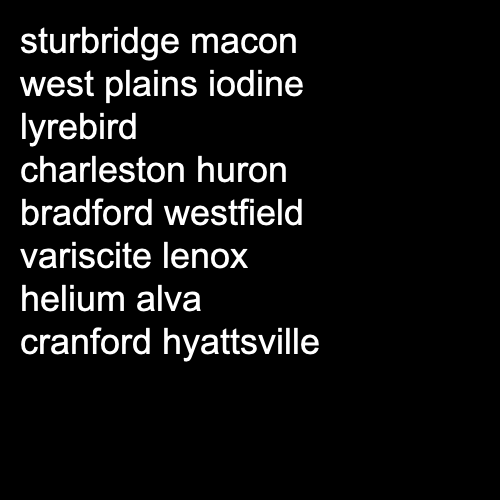 sturbridge macon
west plains iodine
lyrebird
charleston huron
bradford westfield
variscite lenox
helium alva
cranford hyattsville